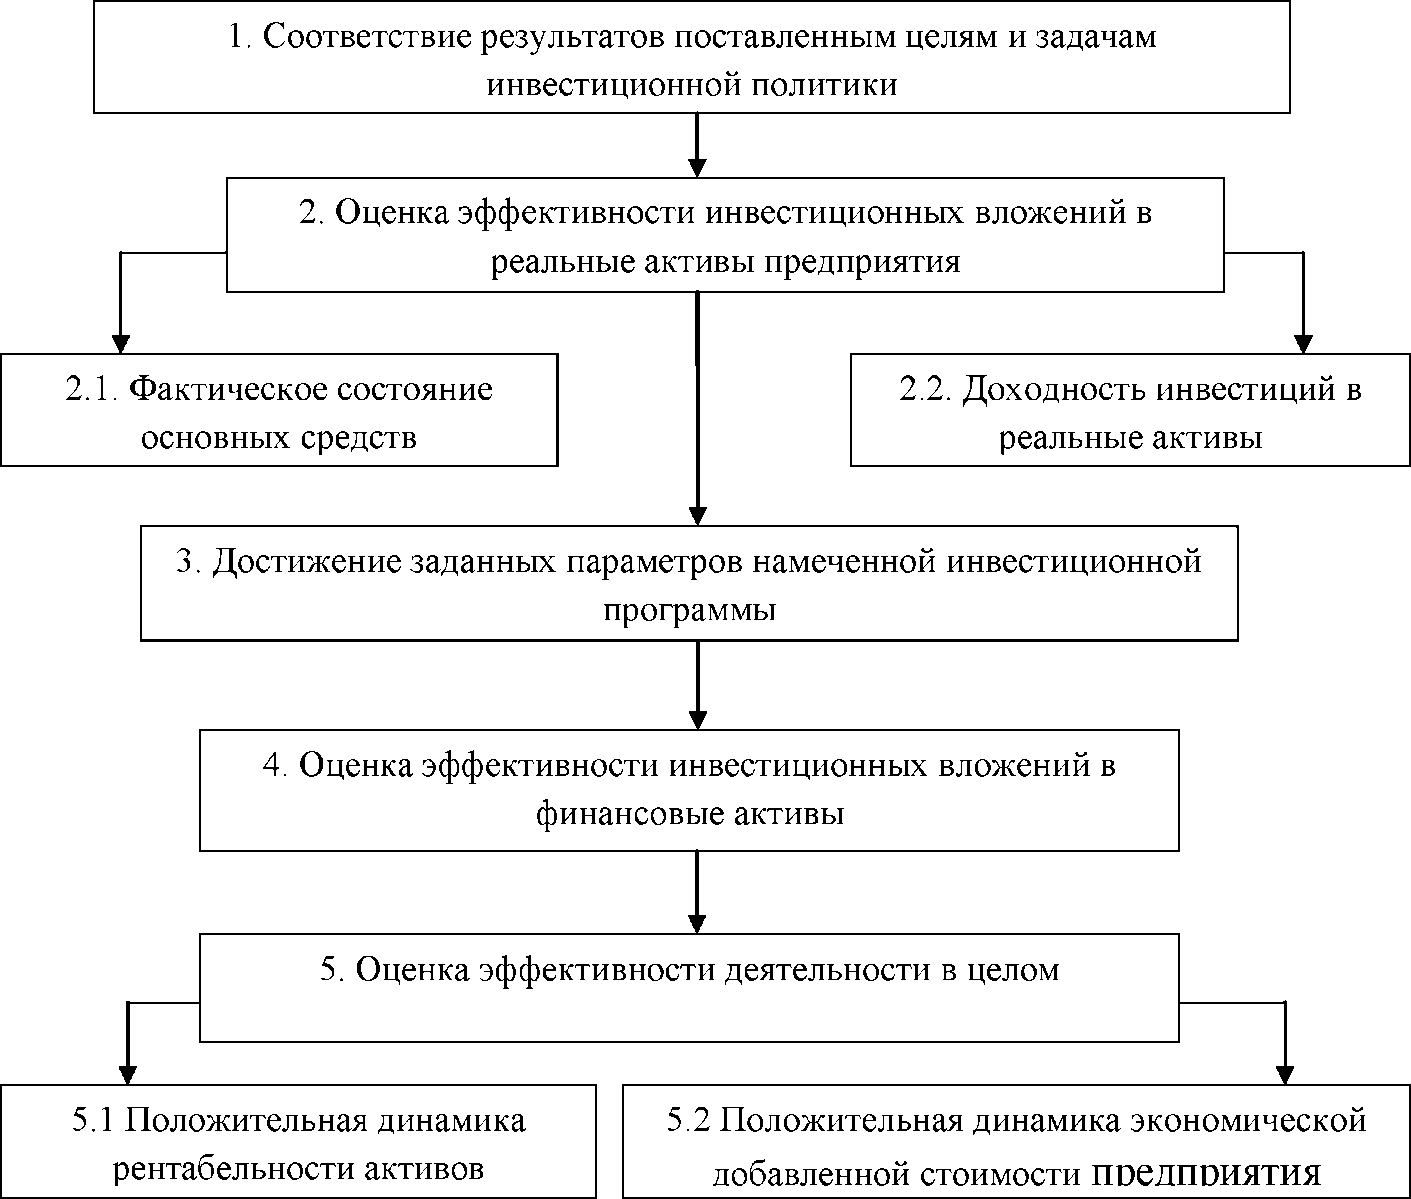 1. Соответствие результатов поставленным целям и задачам
инвестиционной политики
2. Оценка эффективности инвестиционных вложений в
реальные активы предприятия
2.1. Фактическое состояние
основных средств
2.2. Доходность инвестиций в
реальные активы
3. Достижение заданных параметров намеченной инвестиционной
программы
4. Оценка эффективности инвестиционных вложений в
финансовые активы
5. Оценка эффективности деятельности в целом
5.1 Положительная динамика
рентабельности активов
5.2 Положительная динамика экономической
добавленной стоимости предприятия